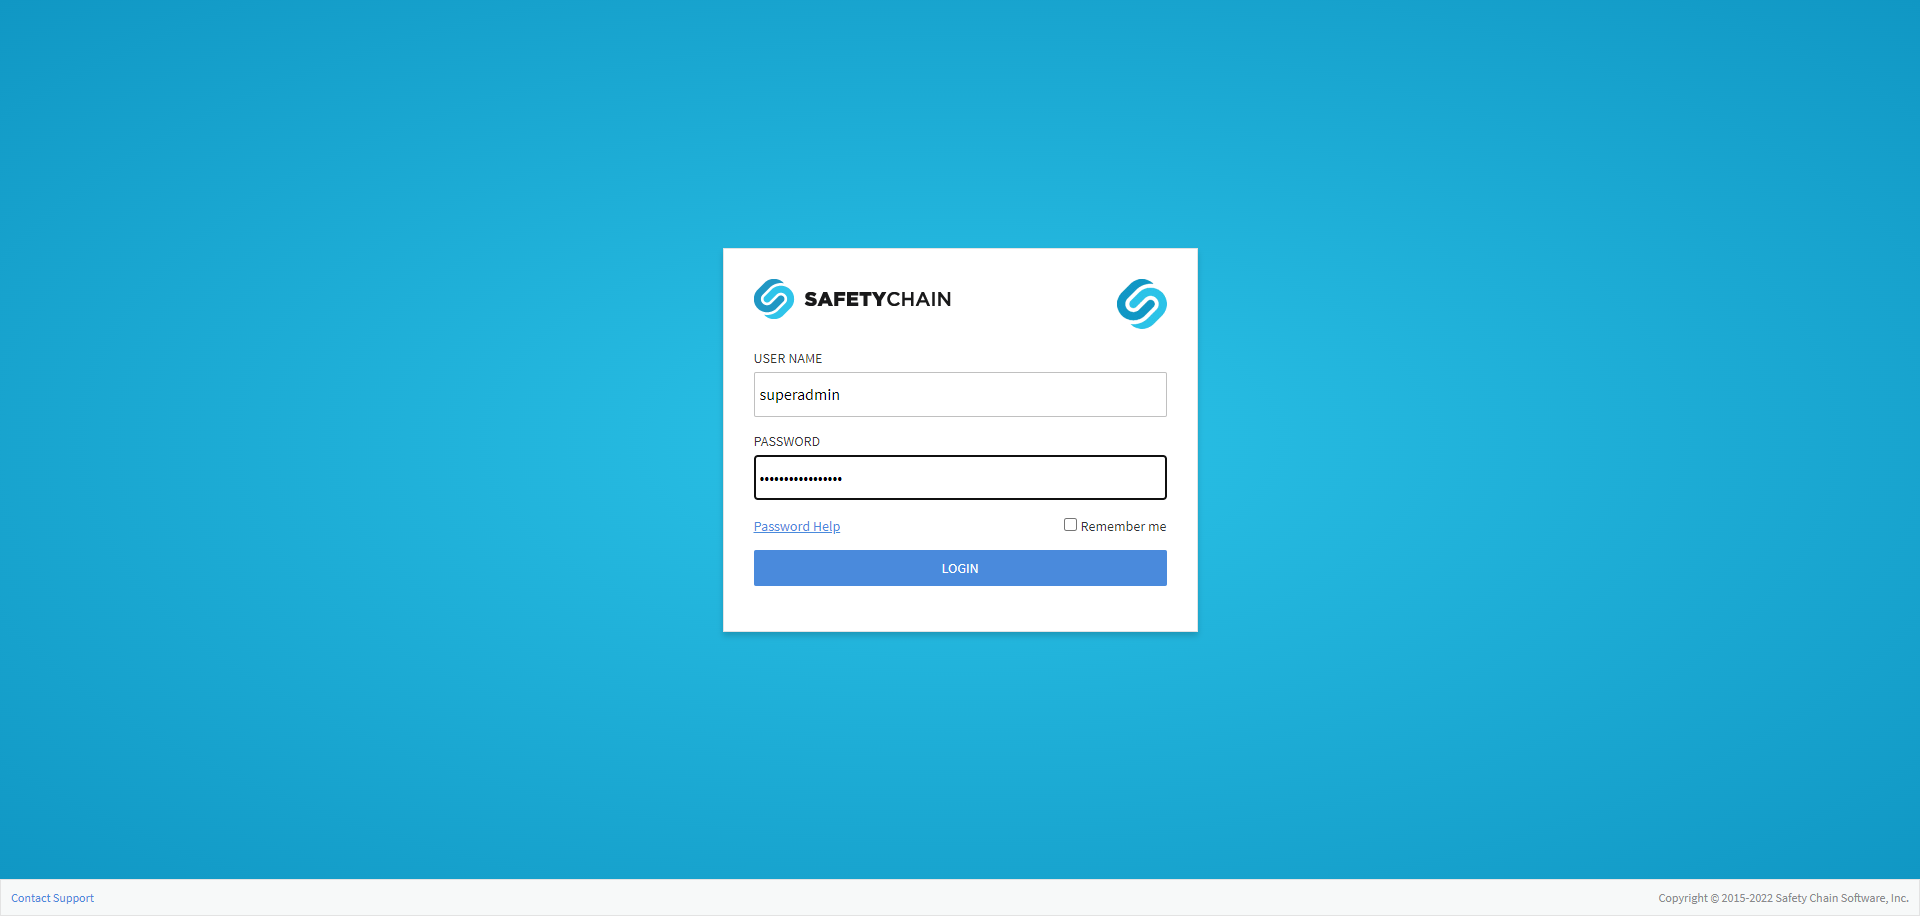 SAFETYCHAIN
USER NAME
superadmin
PASSWORD
•••••••••••••••••
Password Help
Remember me
LOGIN
Contact Support
Copyright © 2015-2022 Safety Chain Software, Inc.